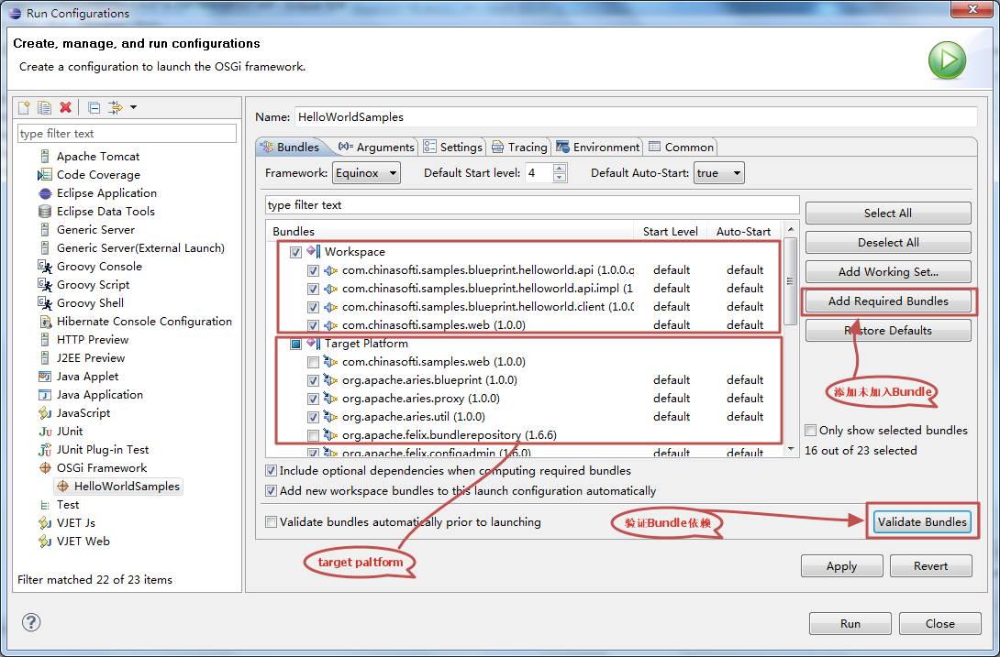 Run Configurations
Create, manage, and run configurations
Create a configuration to launch the OSGi framework.
type filter text
Apache Tomcat
Code Coverage
Eclipse Application
Eclipse Data Tools
Generic Server
Generic Server(External Launch)
Groovy Console
Groovy Script
Groovy Shell
Hibernate Console Configuration
HTTP Preview
J2EE Preview
Java Applet
Java Application
JavaScript
JUnit
JUnit Plug-in Test
OSGi Framework
HelloWorldSamples
Test
VJET Js
VJET Web
Filter matched 22 of 23 items
Name: HelloWorldSamples
Bundles (x)= Arguments Settings Tracing Environment Common
Framework: Equinox Default Start level: 4 Default Auto-Start: true
type filter text
Bundles Start Level Auto-Start
Workspace
com.chinasofti.samples.blueprint.helloworld.api (1.0.0.q default default
com.chinasofti.samples.blueprint.helloworld.api.impl (1 default default
com.chinasofti.samples.blueprint.helloworld.client (1.0.0 default default
com.chinasofti.samples.web (1.0.0) default default
Target Platform
com.chinasofti.samples.web (1.0.0)
org.apache.aries.blueprint (1.0.0) default default
org.apache.aries.proxy (1.0.0) default default
org.apache.aries.util (1.0.0) default default
org.apache.felix.bundlerepository (1.6.6)
org.apache.felix.configadmin (1.6.0) default default
Select All
Deselect All
Add Working Set...
Add Required Bundles
Restore Defaults
添加未加入Bundle
Only show selected bundles
16 out of 23 selected
Include optional dependencies when computing required bundles
Add new workspace bundles to this launch configuration automatically
Validate bundles automatically prior to launching
验证Bundle依赖
Validate Bundles
target paltform
Apply
Revert
?
Run
Close